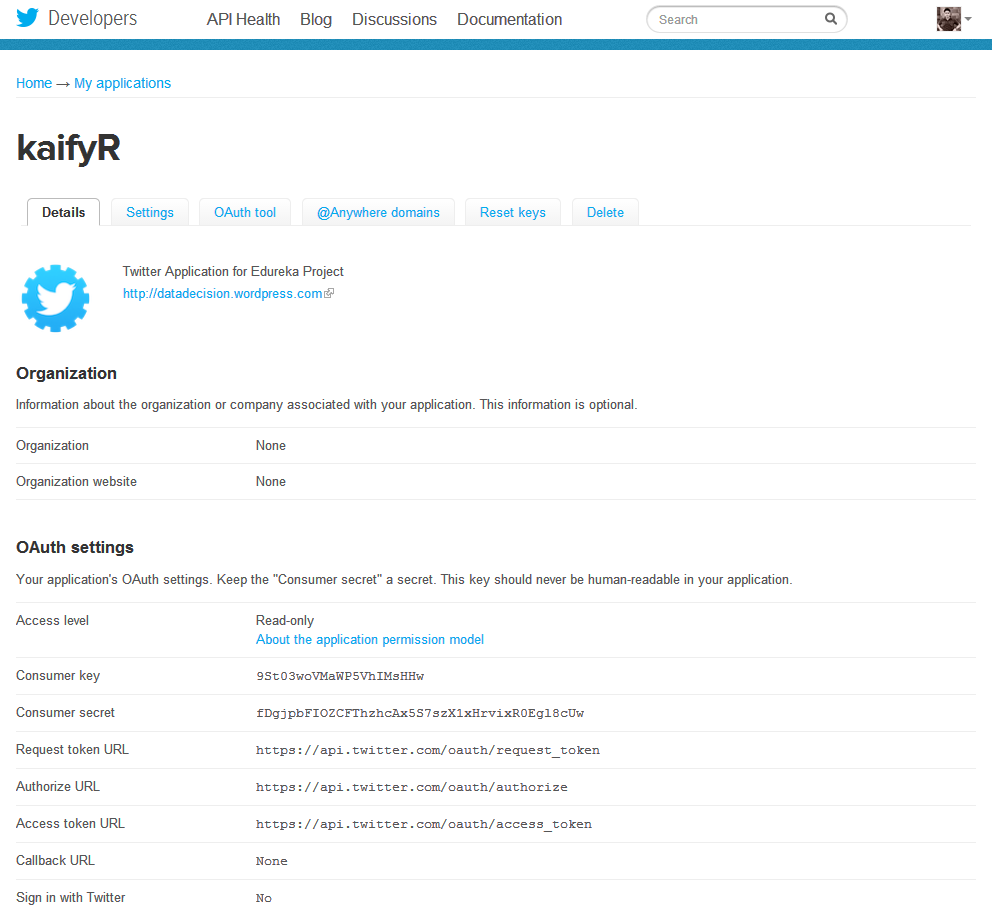 Developers
API Health
Blog
Discussions
Documentation
Search
Home → My applications
kaifyR
Details
Settings
OAuth tool
@Anywhere domains
Reset keys
Delete
Twitter Application for Edureka Project
http://datadecision.wordpress.com
Organization
Information about the organization or company associated with your application. This information is optional.
Organization None
Organization website None
OAuth settings
Your application's OAuth settings. Keep the "Consumer secret" a secret. This key should never be human-readable in your application.
Access level Read-only
About the application permission model
Consumer key 9St03woVMaWP5VhIMsHHw
Consumer secret fDgjpbFIOZCFThzhcAx5S7szX1xHrvixR0Egl8cUw
Request token URL https://api.twitter.com/oauth/request_token
Authorize URL https://api.twitter.com/oauth/authorize
Access token URL https://api.twitter.com/oauth/access_token
Callback URL None
Sign in with Twitter No